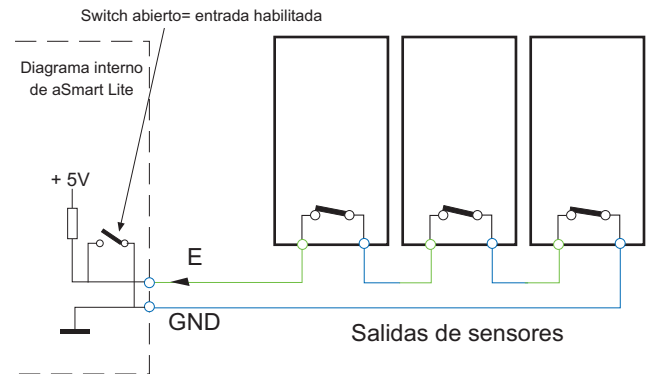 Switch abierto= entrada habilitada
Diagrama interno
de aSmart Lite
+ 5V
E
GND
Salidas de sensores